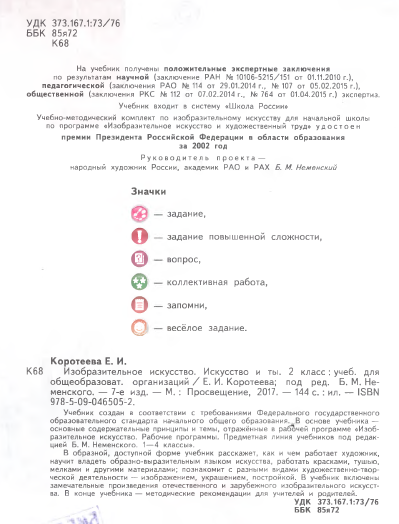 УДК 373.167.1:73/76
ББК 85я72
К68
На учебник получены положительные экспертные заключения
по результатам научной (заключение РАН № 10106-5215/151 от 01.11.2010 г.),
педагогической (заключения РАО № 114 от 29.01.2014 г., № 107 от 05.02.2015 г.),
общественной (заключения РКС № 112 от 07.02.2014 г., № 764 от 01.04.2015 г.) экспертиз.
Учебник входит в систему «Школа России»
Учебно-методический комплект по изобразительному искусству для начальной школы
по программе «Изобразительное искусство и художественный труд» удостоен
премии Президента Российской Федерации в области образования
за 2002 год
Руководитель проекта —
народный художник России, академик РАО и РАХ Б. М. Неменский
Значки
— задание,
— задание повышенной сложности,
— вопрос,
— коллективная работа,
— запомни,
— весёлое задание.
Коротеева Е. И.
К68 Изобразительное искусство. Искусство и ты. 2 класс : учеб. для
общеобразоват. организаций / Е. И. Коротеева; под ред. Б. М. Не-
менского. — 7-е изд. — М. : Просвещение, 2017. — 144 с. : ил. — ISBN
978-5-09-046505-2.
Учебник создан в соответствии с требованиями Федерального государственного
образовательного стандарта начального общего образования. В основе учебника —
основные содержательные принципы и темы, отражённые в рабочей программе «Изоб-
разительное искусство. Рабочие программы. Предметная линия учебников под редак-
цией Б. М. Неменского. 1—4 классы».
В образной, доступной форме учебник расскажет, как и чем работает художник,
научит владеть образно-выразительным языком искусства, работать красками, тушью,
мелками и другими материалами; познакомит с разными видами художественно-твор-
ческой деятельности — изображением, украшением, постройкой. В учебник включены
замечательные произведения отечественного и зарубежного изобразительного искусст-
ва. В конце учебника — методические рекомендации для учителей и родителей.
УДК 373.167.1:73/76
ББК 85я72